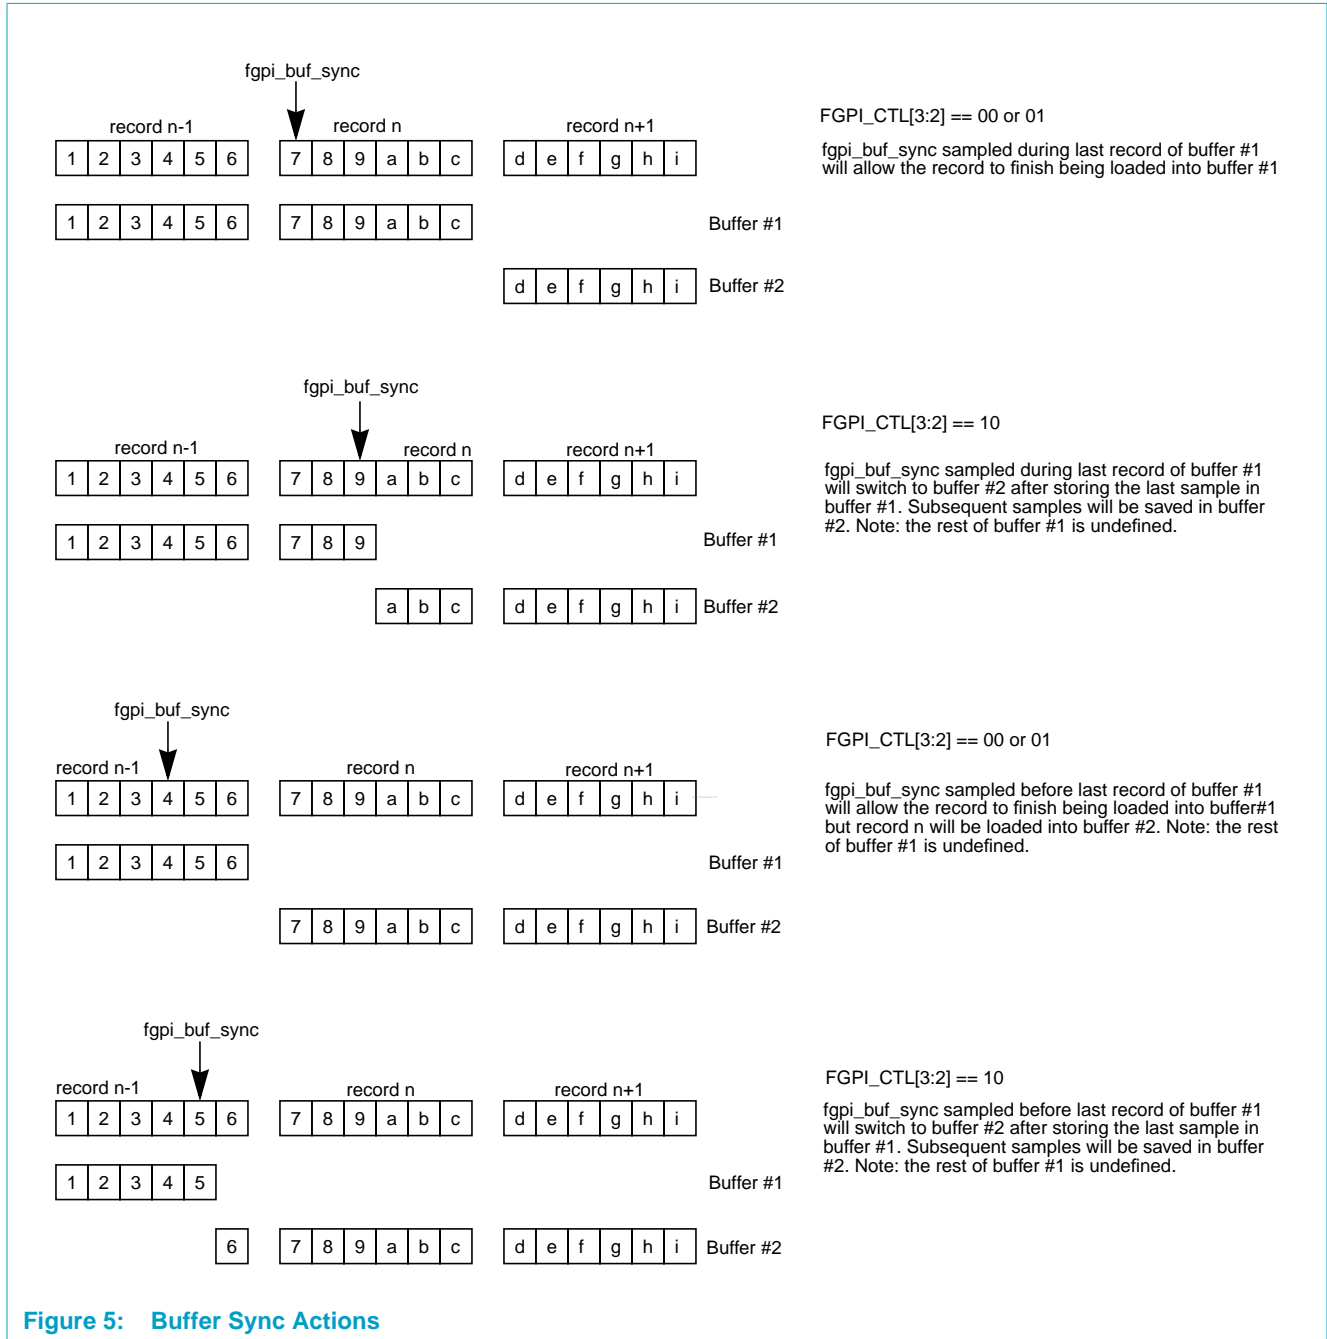 fgpi_buf_sync
record n-1 record n record n+1
1 2 3 4 5 6 7 8 9 a b c d e f g h i
FGPI_CTL[3:2] == 00 or 01
fgpi_buf_sync sampled during last record of buffer #1
will allow the record to finish being loaded into buffer #1
1 2 3 4 5 6 7 8 9 a b c Buffer #1
d e f g h i Buffer #2
fgpi_buf_sync
record n-1 record n record n+1
1 2 3 4 5 6 7 8 9 a b c d e f g h i
FGPI_CTL[3:2] == 10
fgpi_buf_sync sampled during last record of buffer #1
will switch to buffer #2 after storing the last sample in
buffer #1. Subsequent samples will be saved in buffer
#2. Note: the rest of buffer #1 is undefined.
1 2 3 4 5 6 7 8 9 Buffer #1
a b c d e f g h i Buffer #2
fgpi_buf_sync
record n-1 record n record n+1
1 2 3 4 5 6 7 8 9 a b c d e f g h i
FGPI_CTL[3:2] == 00 or 01
fgpi_buf_sync sampled before last record of buffer #1
will allow the record to finish being loaded into buffer#1
but record n will be loaded into buffer #2. Note: the rest
of buffer #1 is undefined.
1 2 3 4 5 6 Buffer #1
7 8 9 a b c d e f g h i Buffer #2
fgpi_buf_sync
record n-1 record n record n+1
1 2 3 4 5 6 7 8 9 a b c d e f g h i
FGPI_CTL[3:2] == 10
fgpi_buf_sync sampled before last record of buffer #1
will switch to buffer #2 after storing the last sample in
buffer #1. Subsequent samples will be saved in buffer
#2. Note: the rest of buffer #1 is undefined.
1 2 3 4 5 Buffer #1
6 7 8 9 a b c d e f g h i Buffer #2
Figure 5: Buffer Sync Actions